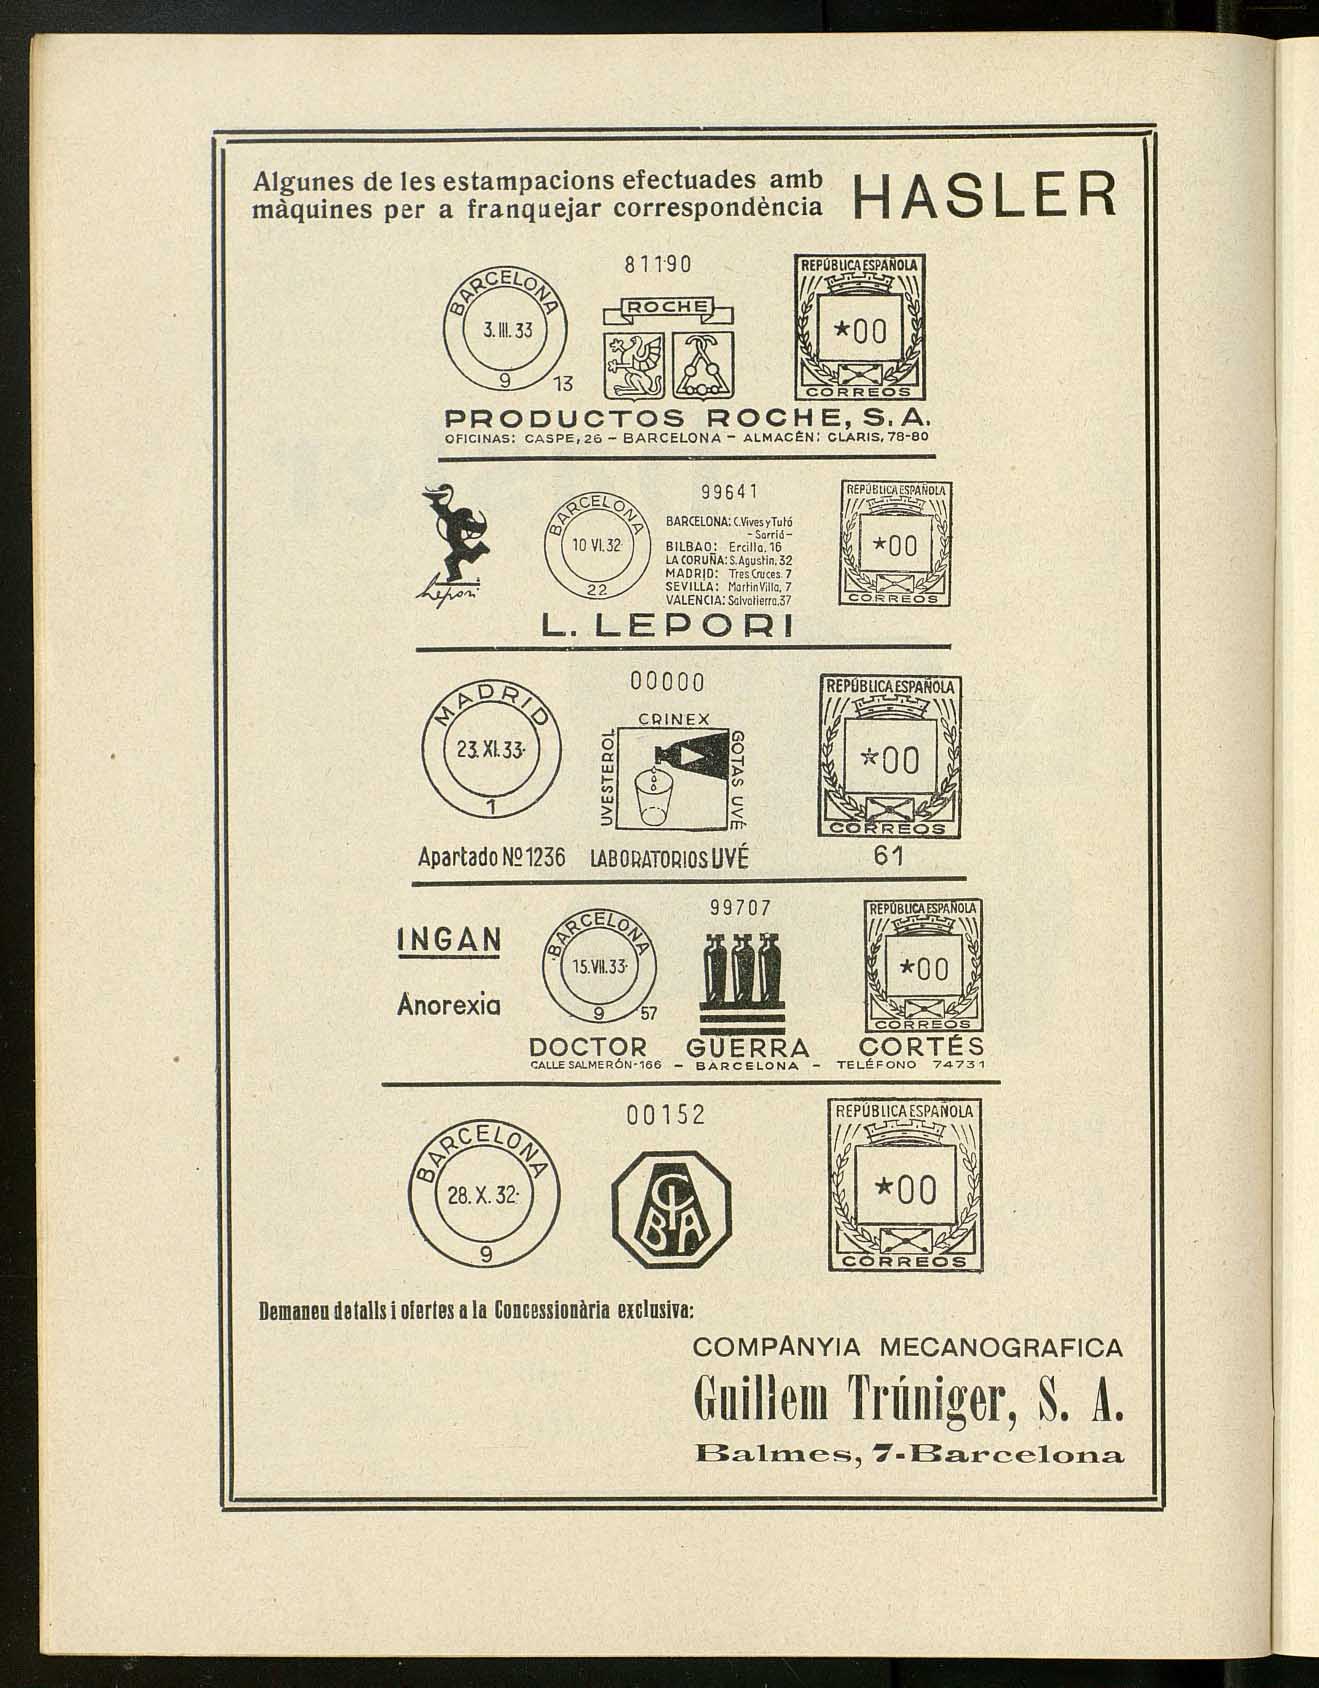 Algunes de les estampacions efectuades amb
màquines per a franquejar correspondència
HASLER
BARCELONA
3.III.33
9
13
81190
ROCHE
REPÚBLICA ESPAÑOLA
*00
CORREOS
PRODUCTOS ROCHE, S.A.
OFICINAS: CASPE, 26 - BARCELONA - ALMACÉN: CLARIS, 78-80
Lepori
BARCELONA
10 VI.32
22
99641
BARCELONA: C.Vives y Tutó
- Sarriá -
BILBAO: Ercilla, 16
LA CORUÑA: S.Agustin, 32
MADRID: Tres Cruces 7
SEVILLA: Martin Villa, 7
VALENCIA: Salvatierra, 37
REPÚBLICA ESPAÑOLA
*00
CORREOS
L. LEPORI
MADRID
23.XI.33
1
00000
CRINEX
UVESTEROL
GOTAS UVÉ
REPÚBLICA ESPAÑOLA
*00
CORREOS
Apartado Nº 1236 LABORATORIOS UVÉ 61
INGAN
Anorexia
BARCELONA
15.VII.33
9
57
99707
REPÚBLICA ESPAÑOLA
*00
CORREOS
DOCTOR GUERRA CORTÉS
CALLE SALMERÓN-166 - BARCELONA - TELÉFONO 74731
BARCELONA
28.X.32
9
00152
CIBA
REPÚBLICA ESPAÑOLA
*00
CORREOS
Demaneu detalls i ofertes a la Concessionària exclusiva:
COMPANYIA MECANOGRAFICA
Guillem Trúniger, S. A.
Balmes, 7-Barcelona